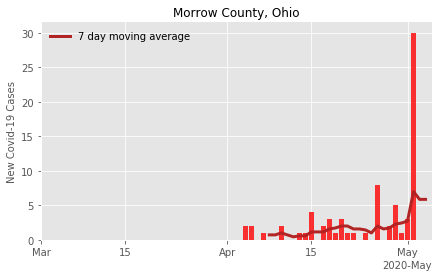 Morrow County, Ohio
7 day moving average
New Covid-19 Cases
30
25
20
15
10
5
0
Mar 15 Apr 15 May
2020-May